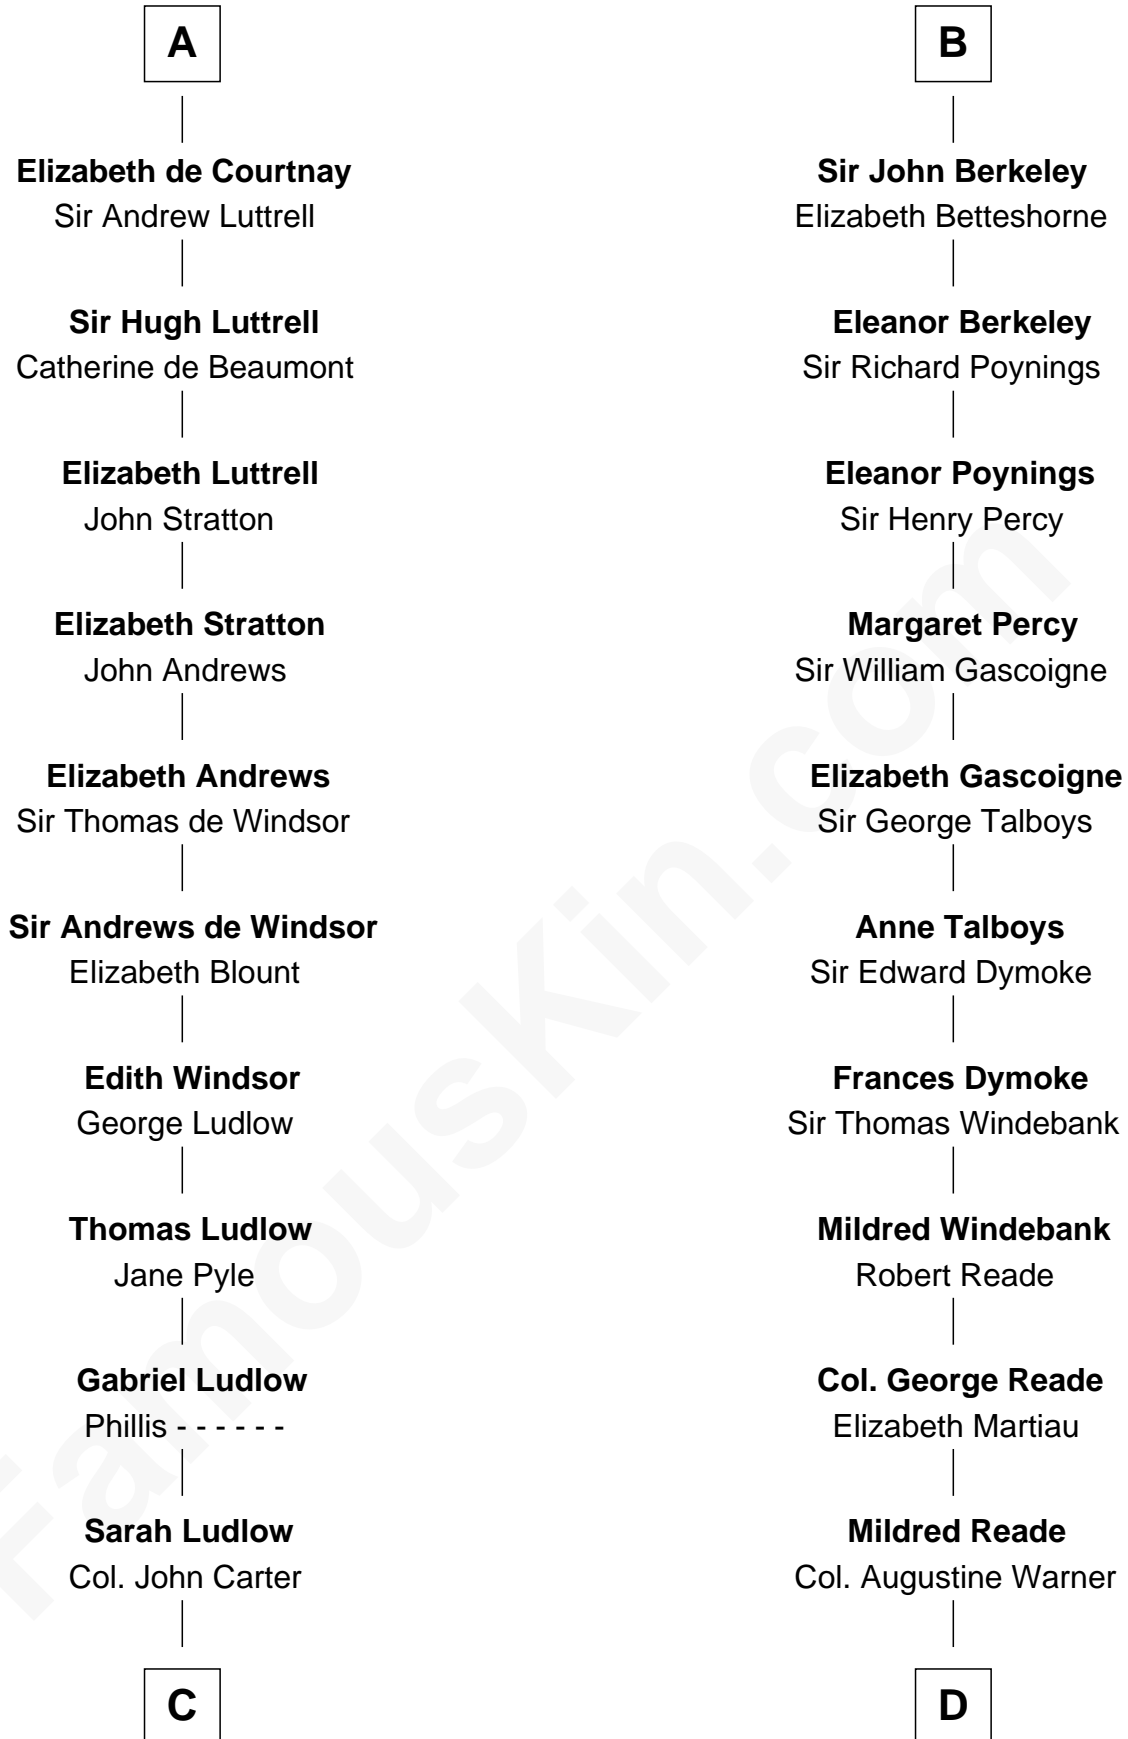 A
Elizabeth de Courtnay
Sir Andrew Luttrell
Sir Hugh Luttrell
Catherine de Beaumont
Elizabeth Luttrell
John Stratton
Elizabeth Stratton
John Andrews
Elizabeth Andrews
Sir Thomas de Windsor
Sir Andrews de Windsor
Elizabeth Blount
Edith Windsor
George Ludlow
Thomas Ludlow
Jane Pyle
Gabriel Ludlow
Phillis - - - - - -
Sarah Ludlow
Col. John Carter
C
B
Sir John Berkeley
Elizabeth Betteshorne
Eleanor Berkeley
Sir Richard Poynings
Eleanor Poynings
Sir Henry Percy
Margaret Percy
Sir William Gascoigne
Elizabeth Gascoigne
Sir George Talboys
Anne Talboys
Sir Edward Dymoke
Frances Dymoke
Sir Thomas Windebank
Mildred Windebank
Robert Reade
Col. George Reade
Elizabeth Martiau
Mildred Reade
Col. Augustine Warner
D
FamousKin.com